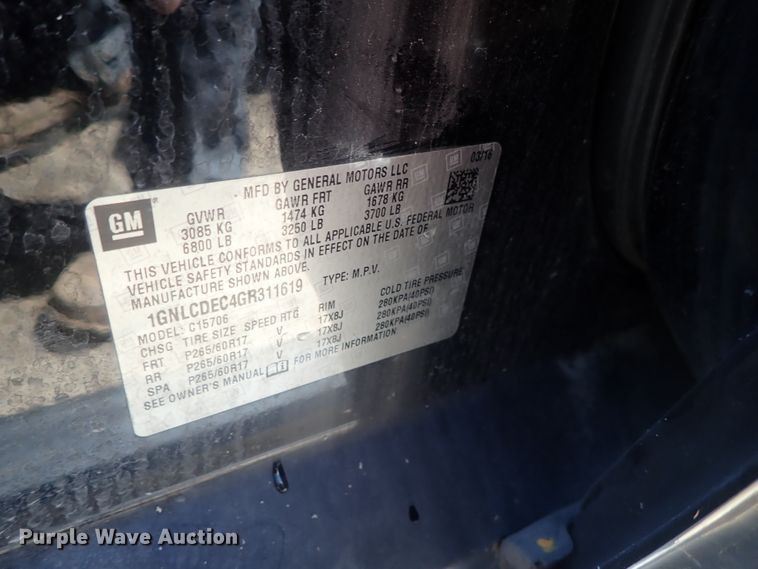 MFD BY GENERAL MOTORS LLC 03/16
GM
GVWR GAWR FRT GAWR RR
3085 KG 1474 KG 1678 KG
6800 LB 3250 LB 3700 LB
THIS VEHICLE CONFORMS TO ALL APPLICABLE U.S. FEDERAL MOTOR
VEHICLE SAFETY STANDARDS IN EFFECT ON THE DATE OF
MANUFACTURE SHOWN ABOVE.
1GNLCDEC4GR311619 TYPE: M.P.V.
MODEL: C15706
CHSG TIRE SIZE SPEED RTG RIM COLD TIRE PRESSURE
FRT P265/60R17 V 17X8J 280KPA(40PSI)
RR P265/60R17 V 17X8J 280KPA(40PSI)
SPA P265/60R17 V 17X8J 280KPA(40PSI)
SEE OWNER'S MANUAL FOR MORE INFORMATION
Purple Wave Auction
www.purplewave.com